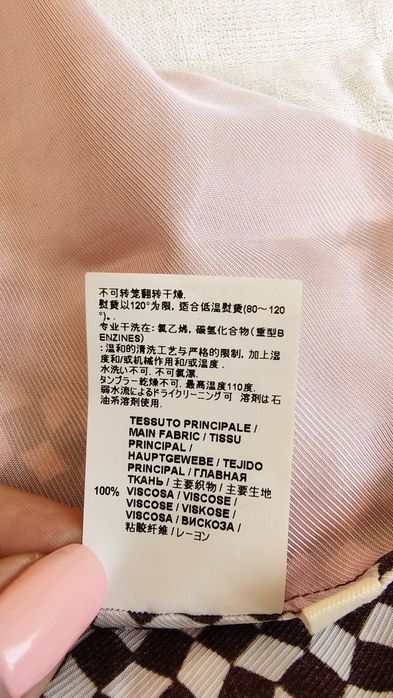 不可转笼翻转干燥.
熨烫以120°为限, 适合低温熨烫(80～120
°)。.
专业干洗在: 氯乙烯, 碳氢化合物 (重型B
ENZINES)
: 温和的清洗工艺与严格的限制, 加上湿
度和/或机械作用和/或温度 .
水洗い不可. 不可氯漂.
タンブラー乾燥不可. 最高温度110度.
弱水流によるドライクリーニング可 溶剤は石
油系溶剤使用.
TESSUTO PRINCIPALE /
MAIN FABRIC / TISSU
PRINCIPAL /
HAUPTGEWEBE / TEJIDO
PRINCIPAL / ГЛАВНАЯ
ТКАНЬ / 主要织物 / 主要生地
100% VISCOSA / VISCOSE /
VISCOSE / VISKOSE /
VISCOSA / ВИСКОЗА /
粘胶纤维 / レーヨン